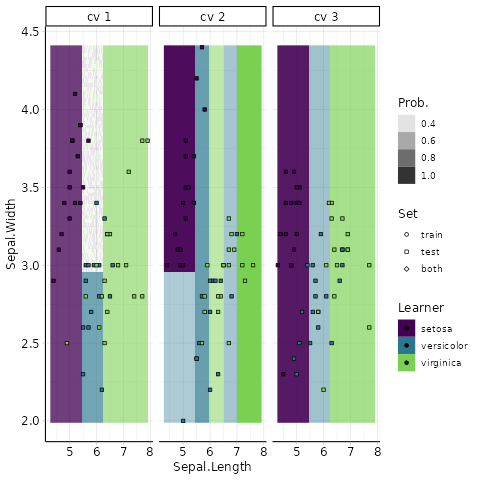 cv 1 cv 2 cv 3
4.5
4.0
3.5
3.0
2.5
2.0
Sepal.Width
5 6 7 8 5 6 7 8 5 6 7 8
Sepal.Length
Prob.
0.4
0.6
0.8
1.0
Set
train
test
both
Learner
setosa
versicolor
virginica